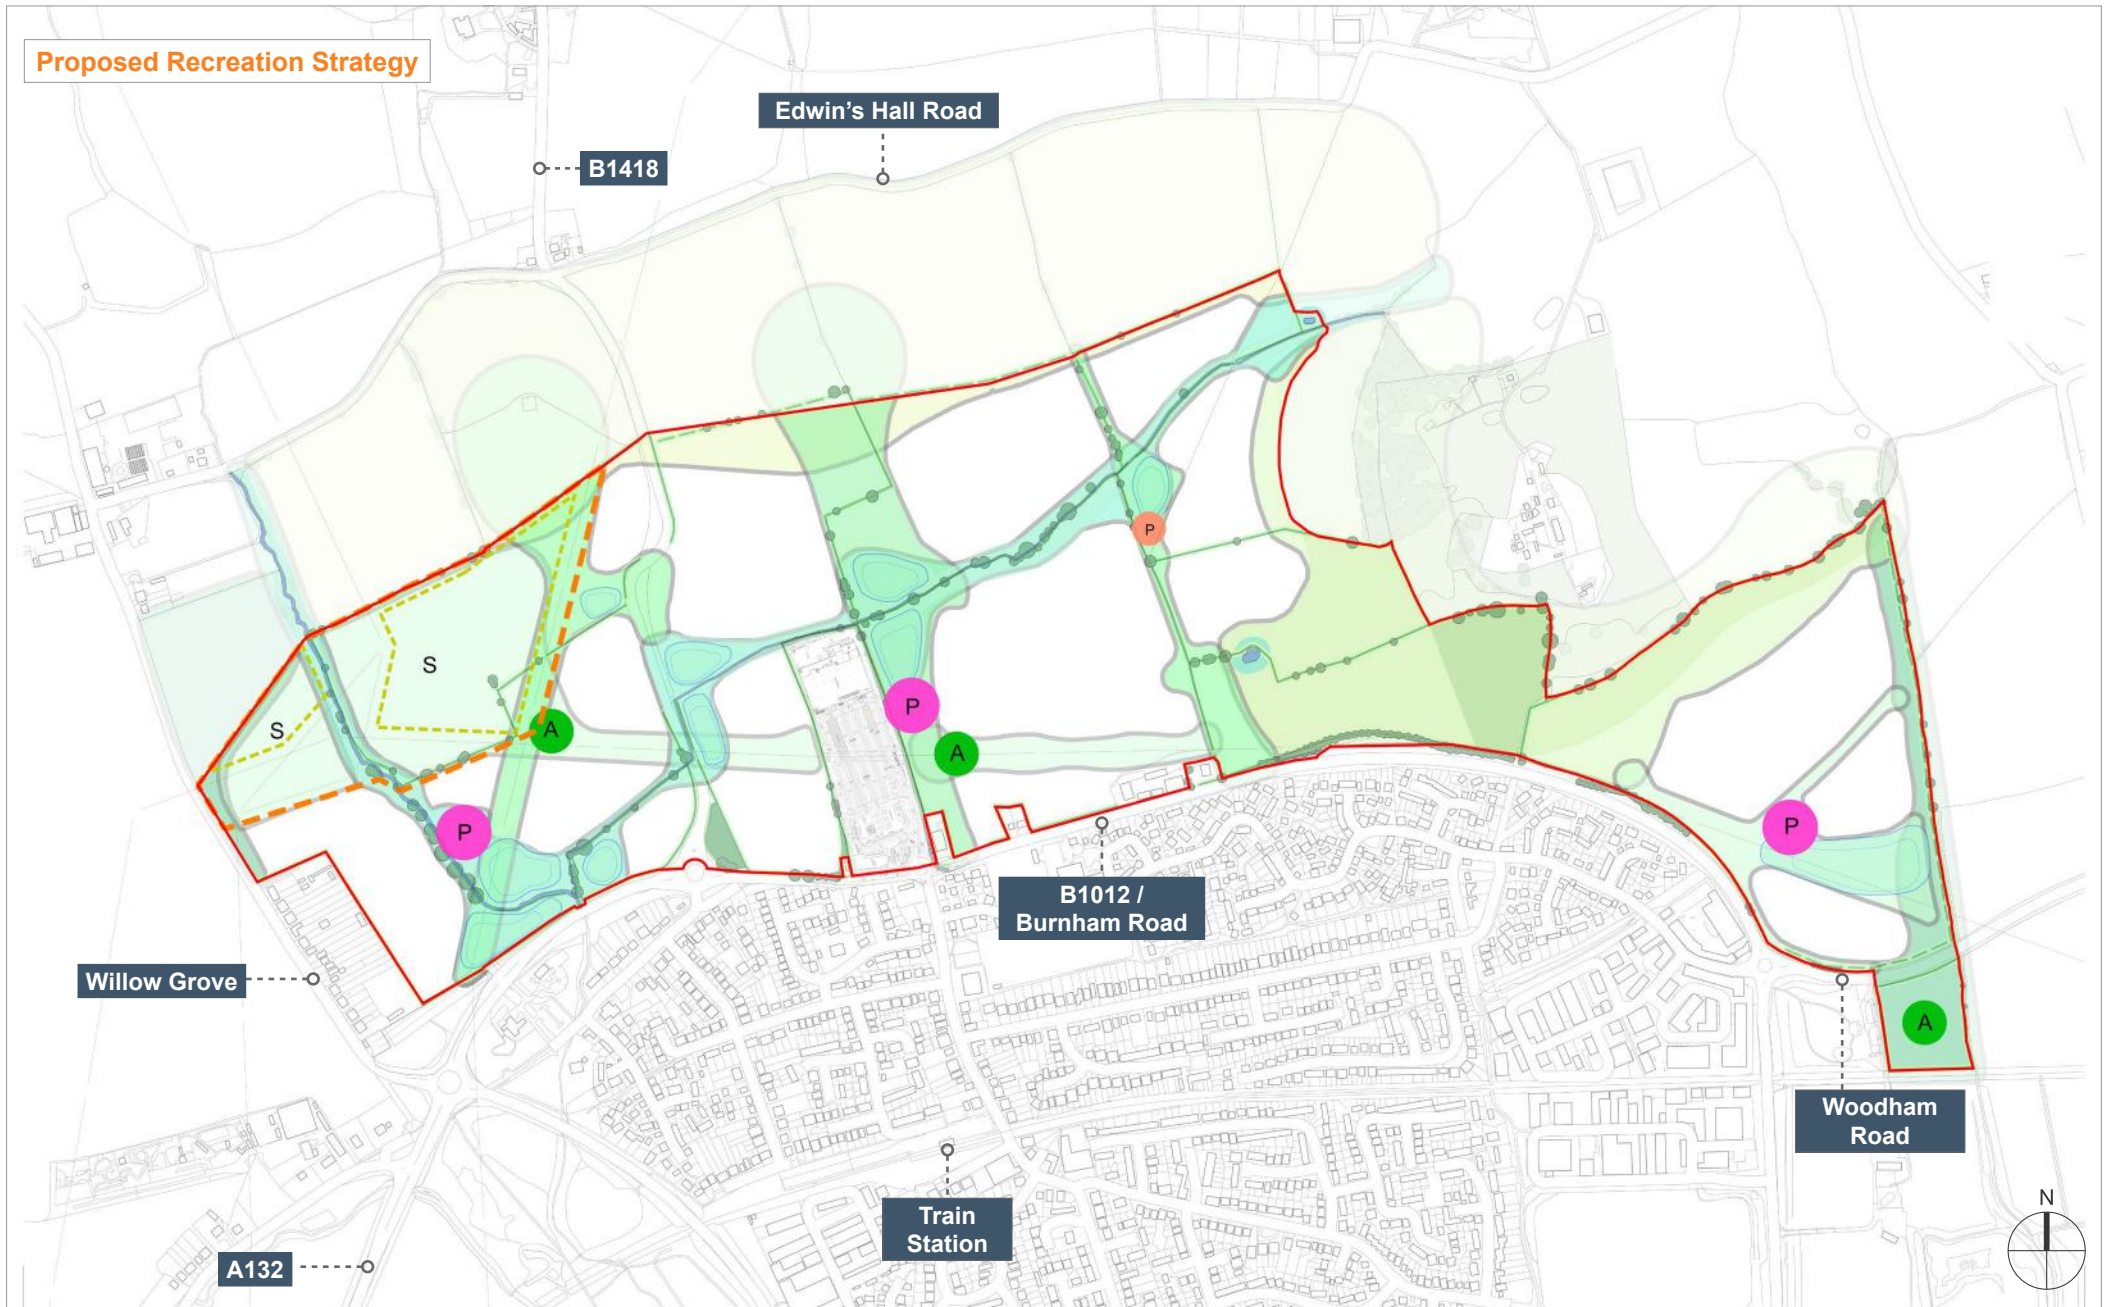 Proposed Recreation Strategy
Edwin's Hall Road
B1418
P
S
P
S
A
A
P
P
B1012 /
Burnham Road
Willow Grove
A
Woodham
Road
N
Train
Station
A132